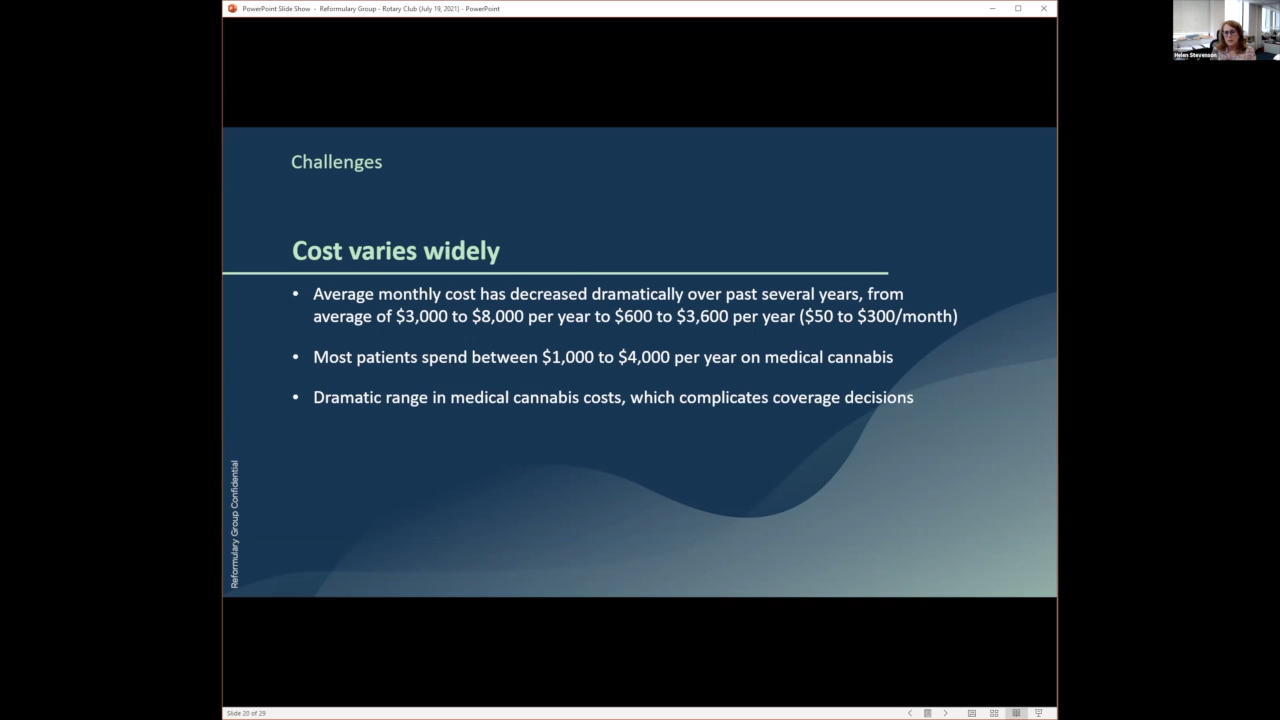 PowerPoint Slide Show - Reformulary Group - Rotary Club (July 19, 2021) - PowerPoint
Helen Stevenson
Challenges
Cost varies widely
• Average monthly cost has decreased dramatically over past several years, from
average of $3,000 to $8,000 per year to $600 to $3,600 per year ($50 to $300/month)
• Most patients spend between $1,000 to $4,000 per year on medical cannabis
• Dramatic range in medical cannabis costs, which complicates coverage decisions
Reformulary Group Confidential
Slide 20 of 29